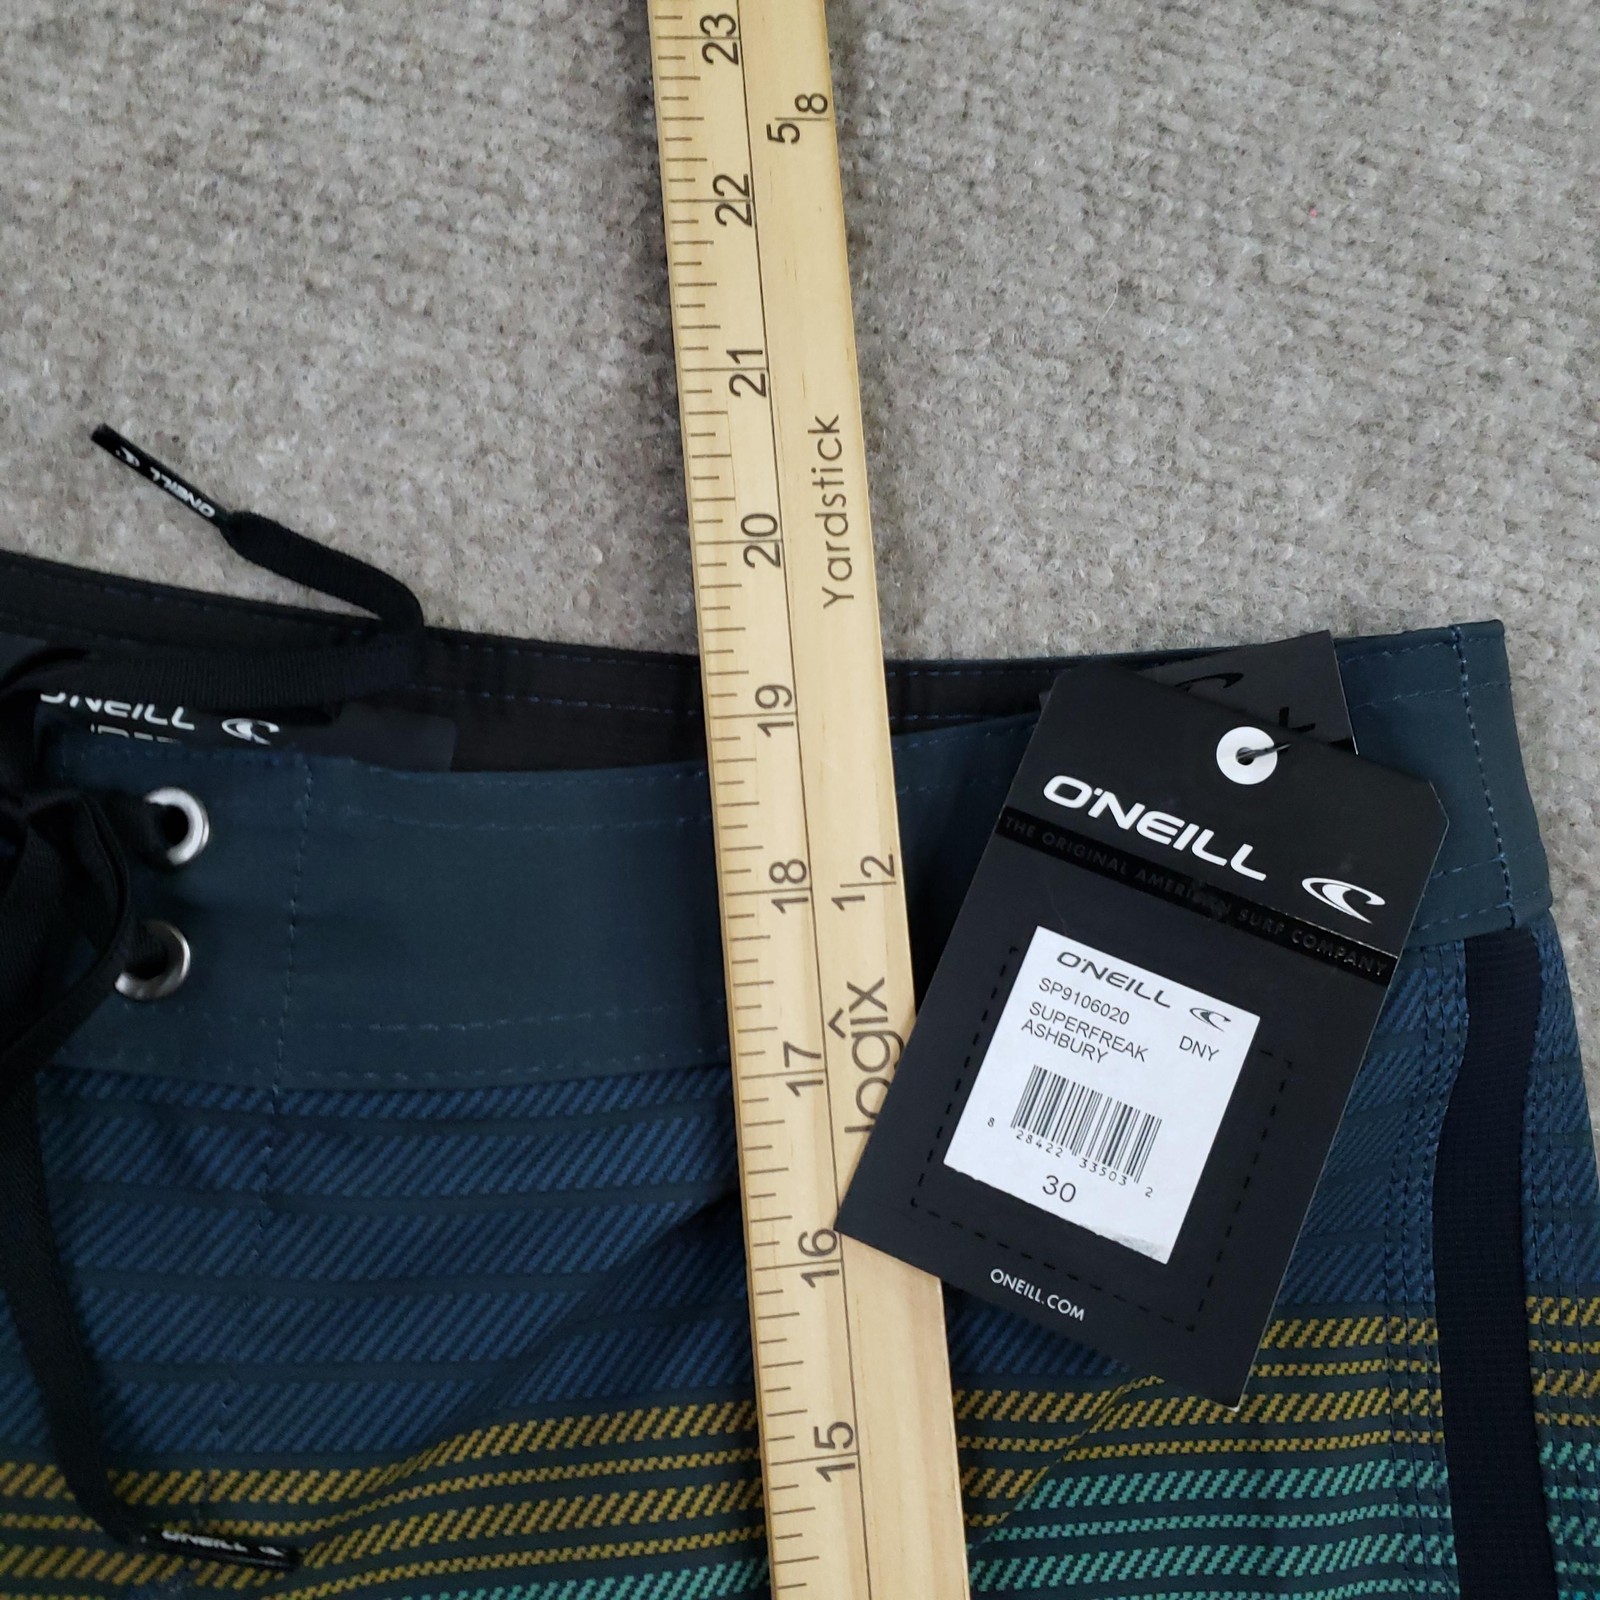 23
5/8
22
21
20
Yardstick
19
18
1/2
logix
17
16
15
O'NEILL
O'NEILL
O'NEILL
THE ORIGINAL AMERICAN SURF COMPANY
O'NEILL
SP9106020
SUPERFREAK DNY
ASHBURY
8 28422 33503 2
30
ONEILL.COM
O'NEILL